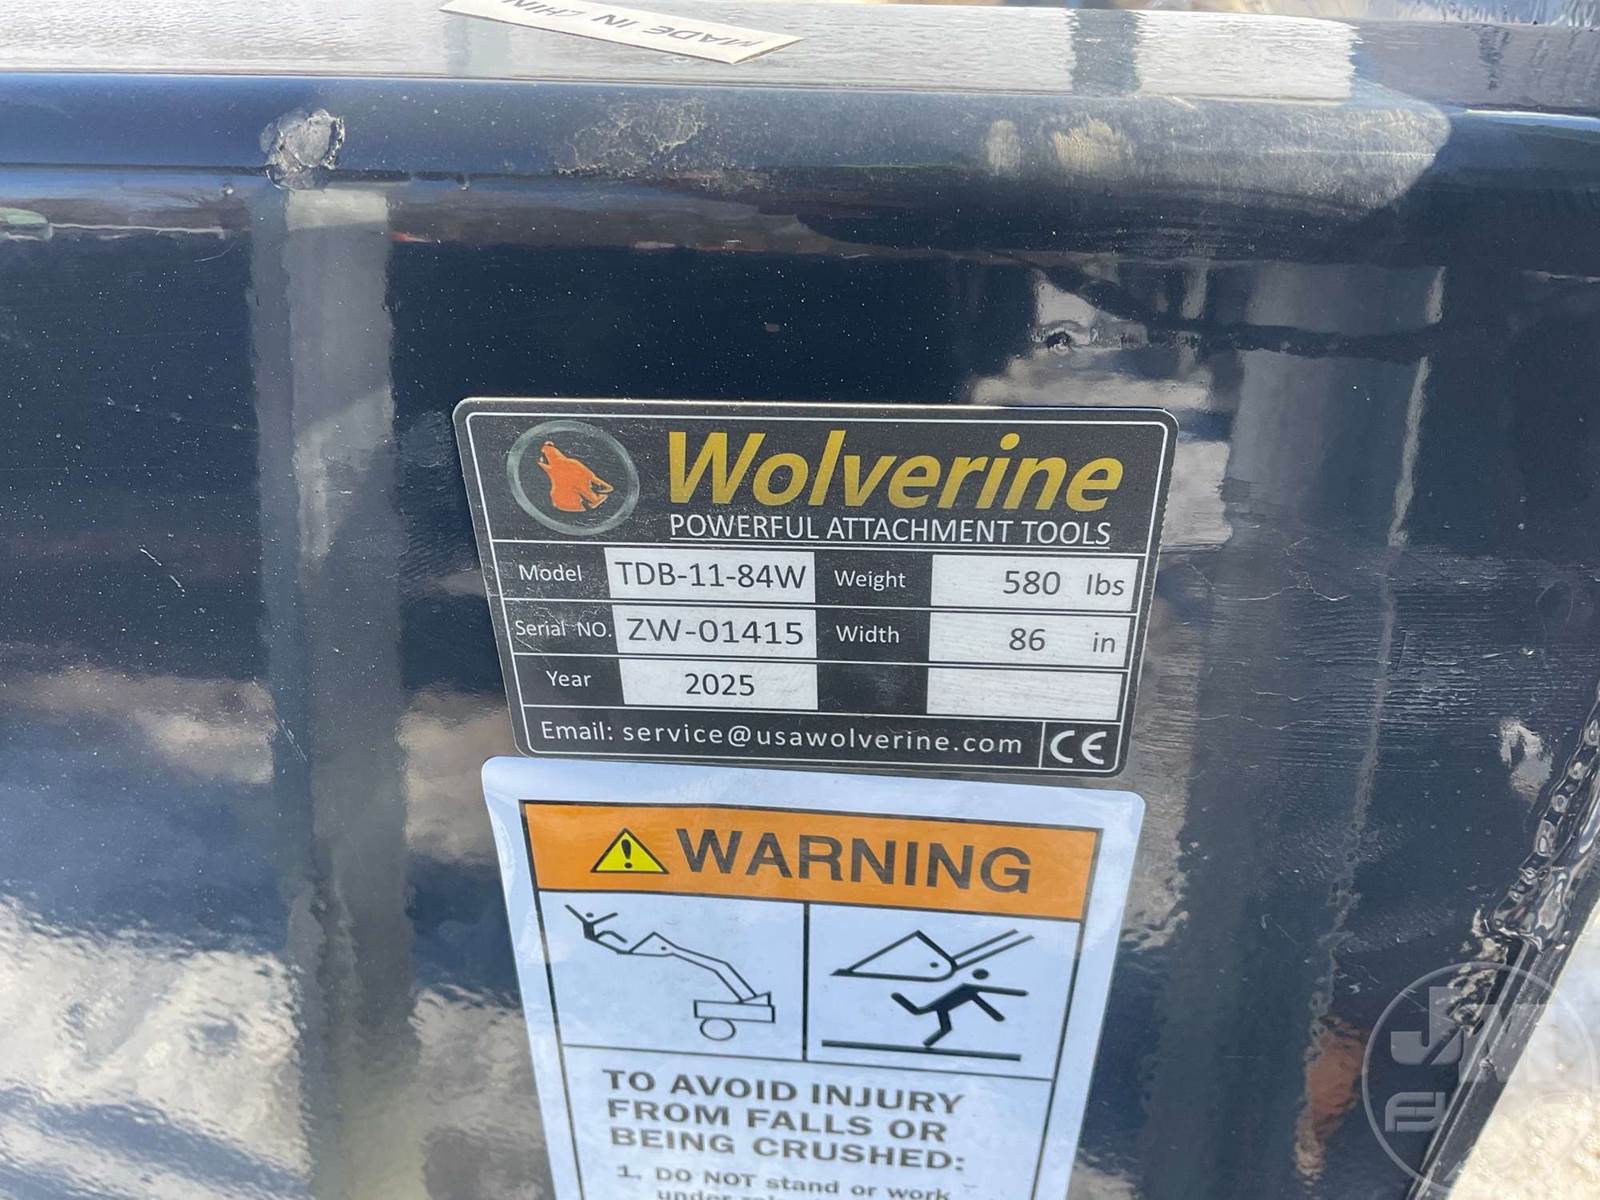 MADE IN CHIN
Wolverine
POWERFUL ATTACHMENT TOOLS
Model TDB-11-84W Weight 580 lbs
Serial NO. ZW-01415 Width 86 in
Year 2025
Email: service@usawolverine.com CE
WARNING
TO AVOID INJURY
FROM FALLS OR
BEING CRUSHED:
1. DO NOT stand or work
under